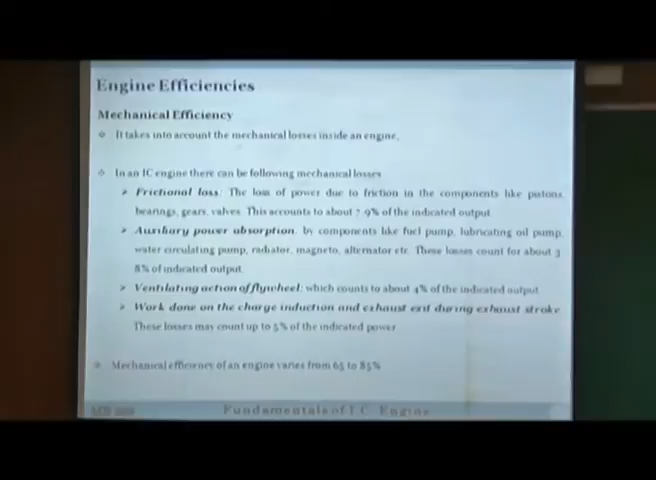 Engine Efficiencies
Mechanical Efficiency
It takes into account the mechanical losses inside an engine,
In an IC engine there can be following mechanical losses
Frictional loss: The loss of power due to friction in the components like pistons,
bearings, gears, valves. This accounts to about 7-9% of the indicated output
Auxiliary power absorption: by components like fuel pump, lubricating oil pump,
water circulating pump, radiator, magneto, alternator etc. These losses count for about 3
8% of indicated output.
Ventilating action of flywheel: which counts to about 4% of the indicated output.
Work done on the charge induction and exhaust exit during exhaust stroke
These losses may count up to 5% of the indicated power
Mechanical efficiency of an engine varies from 65 to 85%
Fundamentals of I.C. Engine